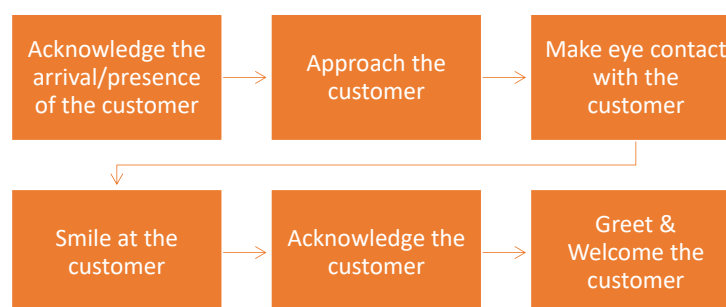 Acknowledge the
arrival/presence
of the customer
Approach the
customer
Make eye contact
with the
customer
Smile at the
customer
Acknowledge the
customer
Greet &
Welcome the
customer